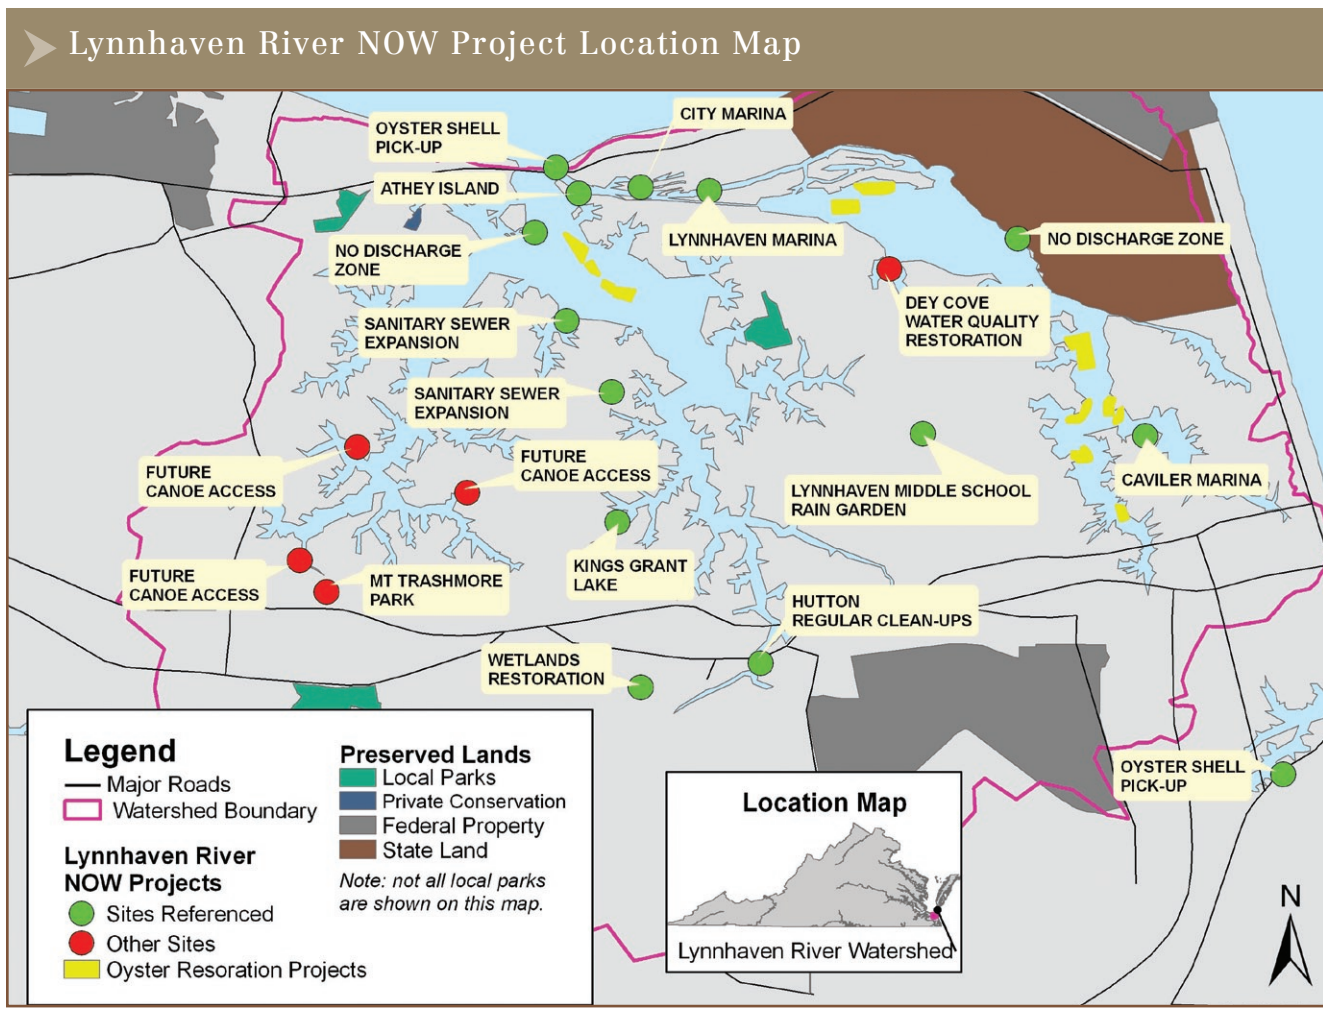 Lynnhaven River NOW Project Location Map
CITY MARINA
OYSTER SHELL
PICK-UP
ATHEY ISLAND
LYNNHAVEN MARINA
NO DISCHARGE ZONE
NO DISCHARGE
ZONE
DEY COVE
WATER QUALITY
RESTORATION
SANITARY SEWER
EXPANSION
SANITARY SEWER
EXPANSION
FUTURE
CANOE ACCESS
FUTURE
CANOE ACCESS
LYNNHAVEN MIDDLE SCHOOL
RAIN GARDEN
CAVILER MARINA
FUTURE
CANOE ACCESS
MT TRASHMORE
PARK
KINGS GRANT
LAKE
HUTTON
REGULAR CLEAN-UPS
WETLANDS
RESTORATION
OYSTER SHELL
PICK-UP
Legend
Major Roads
Watershed Boundary
Lynnhaven River
NOW Projects
Sites Referenced
Other Sites
Oyster Resoration Projects
Preserved Lands
Local Parks
Private Conservation
Federal Property
State Land
Note: not all local parks
are shown on this map.
Location Map
Lynnhaven River Watershed
N